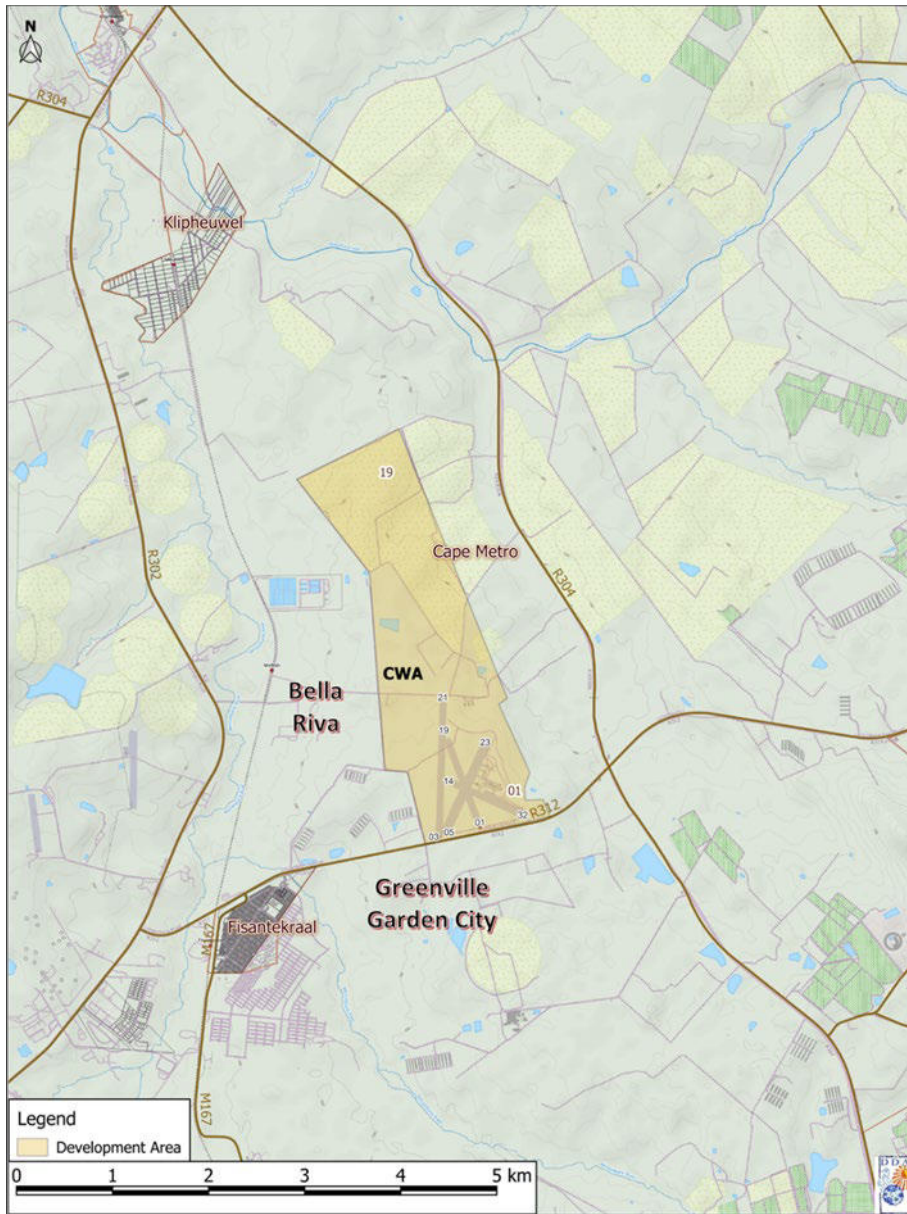 N
R304
Klipheuwel
19
Cape Metro
R302
R304
CWA
Bella
Riva
21
19
23
14
01
32
R312
03
05
01
Greenville
Garden City
Fisantekraal
M167
M167
Legend
Development Area
0 1 2 3 4 5 km
DDA